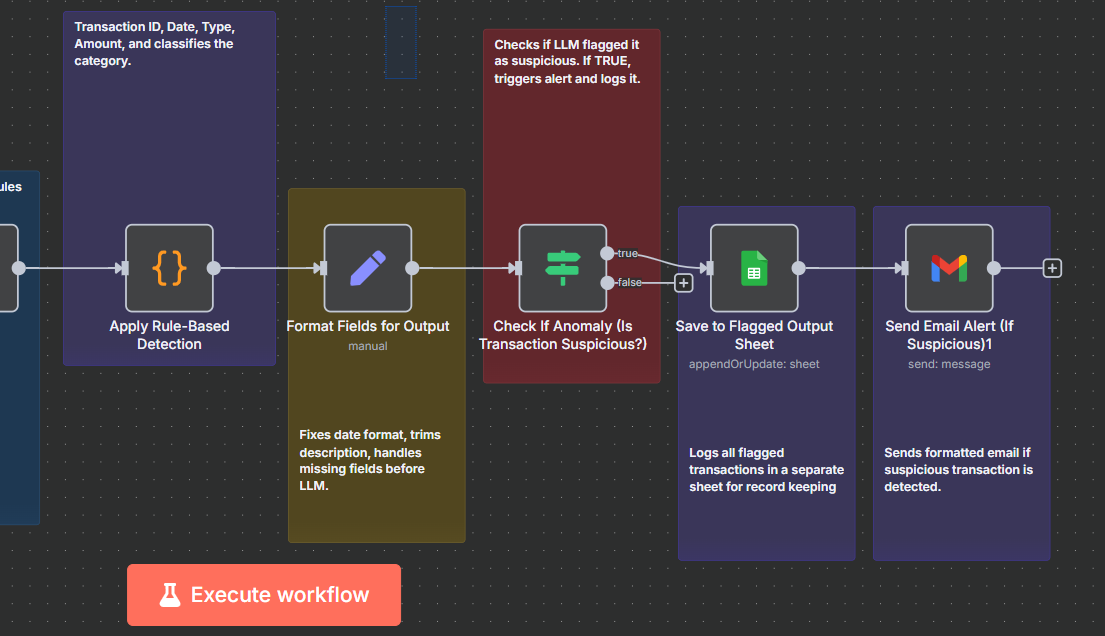 Transaction ID, Date, Type,
Amount, and classifies the
category.
Checks if LLM flagged it
as suspicious. If TRUE,
triggers alert and logs it.
true
false
Apply Rule-Based
Detection
Format Fields for Output
manual
Check If Anomaly (Is
Transaction Suspicious?)
Save to Flagged Output
Sheet
appendOrUpdate: sheet
Send Email Alert (If
Suspicious)1
send: message
Fixes date format, trims
description, handles
missing fields before
LLM.
Logs all flagged
transactions in a separate
sheet for record keeping
Sends formatted email if
suspicious transaction is
detected.
Execute workflow